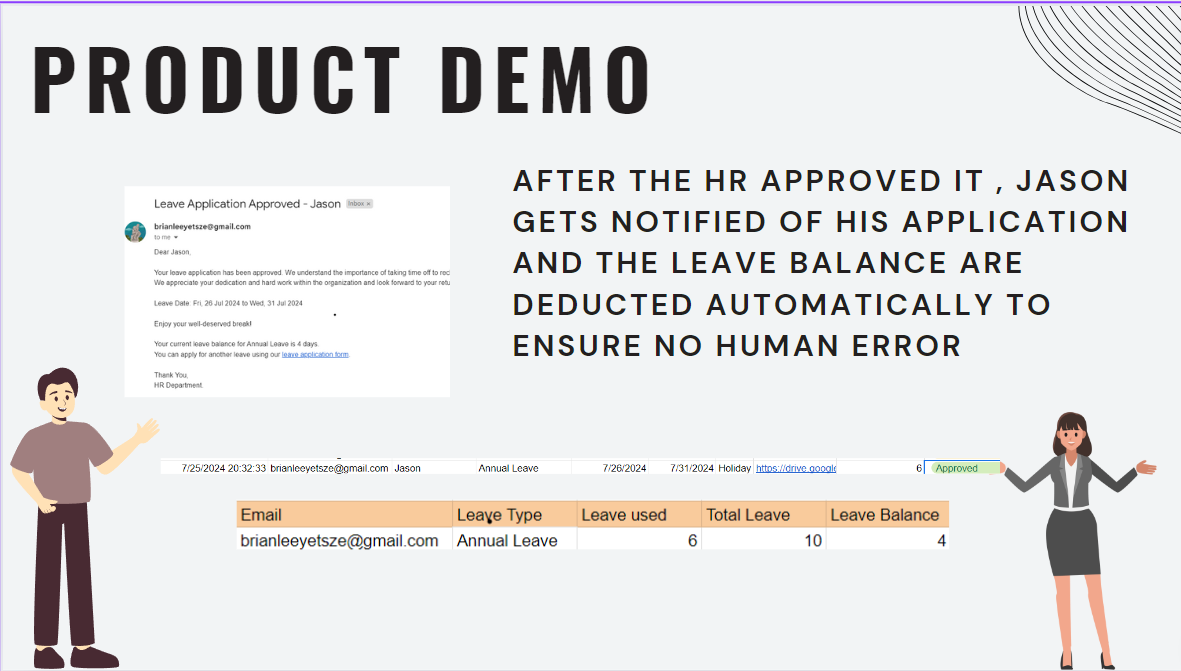 PRODUCT DEMO
AFTER THE HR APPROVED IT , JASON
GETS NOTIFIED OF HIS APPLICATION
AND THE LEAVE BALANCE ARE
DEDUCTED AUTOMATICALLY TO
ENSURE NO HUMAN ERROR
Leave Application Approved - Jason Inbox ×
brianleeyetsze@gmail.com
to me
Dear Jason,
Your leave application has been approved. We understand the importance of taking time off to rec
We appreciate your dedication and hard work within the organization and look forward to your retu
Leave Date: Fri, 26 Jul 2024 to Wed, 31 Jul 2024
Enjoy your well-deserved break!
Your current leave balance for Annual Leave is 4 days.
You can apply for another leave using our leave application form.
Thank You,
HR Department.
7/25/2024 20:32:33 brianleeyetsze@gmail.com Jason Annual Leave 7/26/2024 7/31/2024 Holiday https://drive.google 6 Approved
Email Leave Type Leave used Total Leave Leave Balance
brianleeyetsze@gmail.com Annual Leave 6 10 4